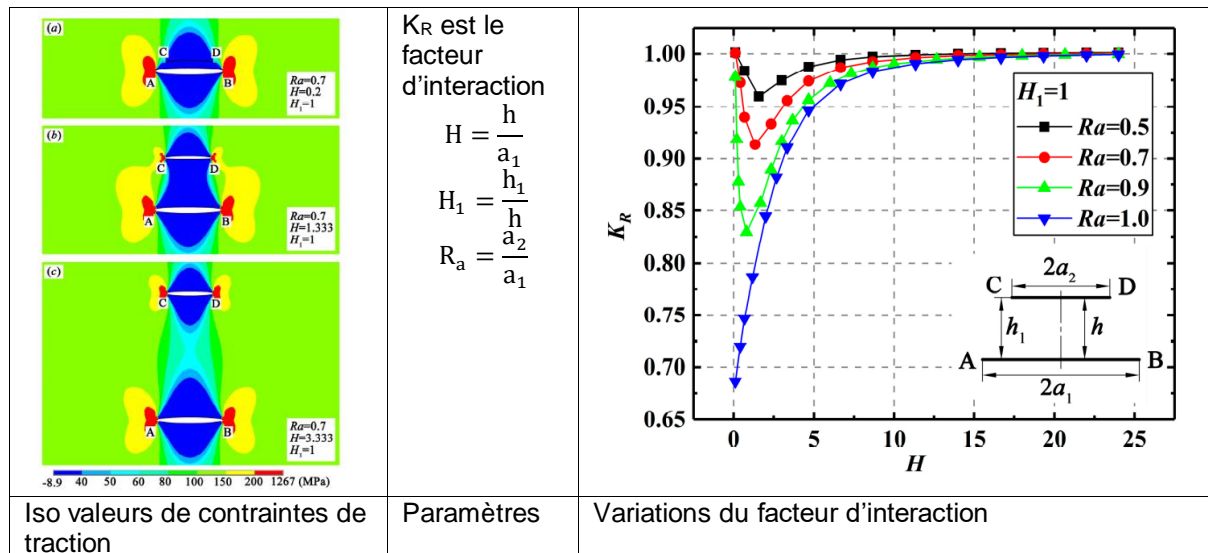 (a)
C
D
A
B
Ra=0.7
H=0.2
H₁=1
(b)
C
D
A
B
Ra=0.7
H=1.333
H₁=1
(c)
C
D
A
B
Ra=0.7
H=3.333
H₁=1
-8.9 40 50 60 80 100 150 200 1267 (MPa)
K_R est le
facteur
d'interaction
H = h/a₁
H₁ = h₁/h
R_a = a₂/a₁
1.00
0.95
0.90
0.85
0.80
0.75
0.70
0.65
K_R
H₁=1
Ra=0.5
Ra=0.7
Ra=0.9
Ra=1.0
2a₂
C
D
h₁
h
A
B
2a₁
0 5 10 15 20 25
H
Iso valeurs de contraintes de
traction
Paramètres
Variations du facteur d'interaction